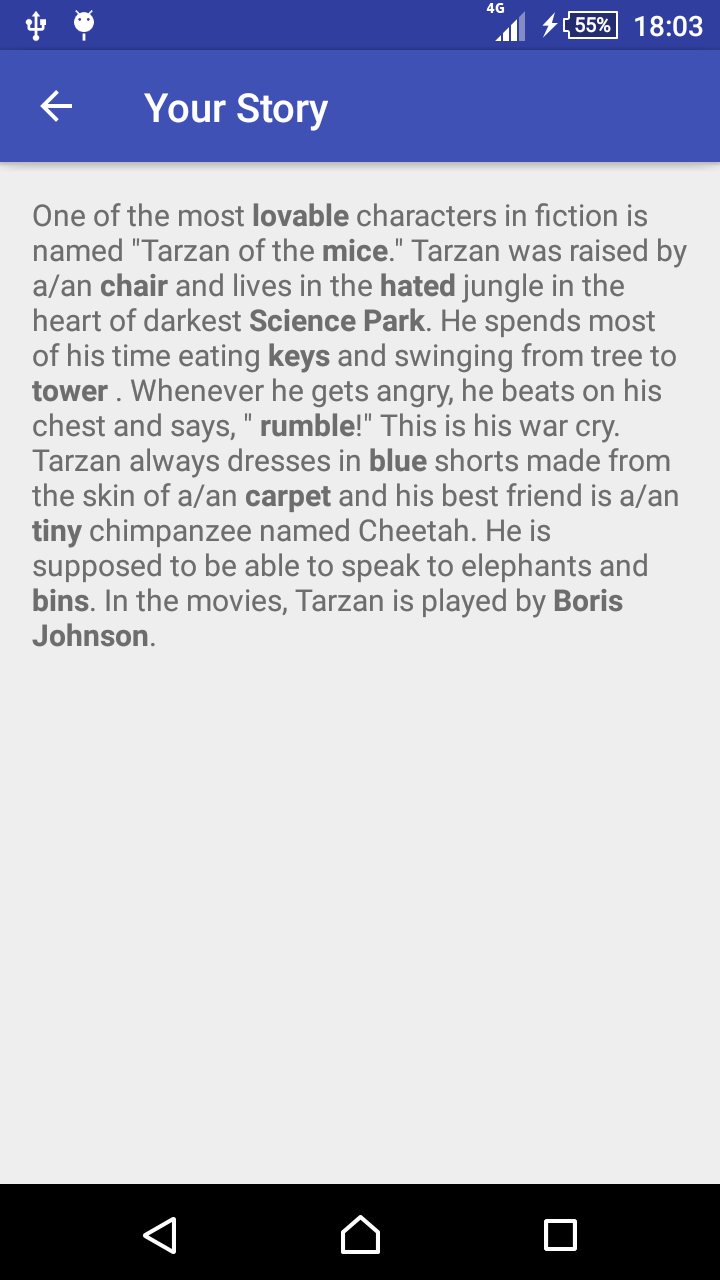 4G
55%
18:03
Your Story
One of the most lovable characters in fiction is
named "Tarzan of the mice." Tarzan was raised by
a/an chair and lives in the hated jungle in the
heart of darkest Science Park. He spends most
of his time eating keys and swinging from tree to
tower . Whenever he gets angry, he beats on his
chest and says, " rumble!" This is his war cry.
Tarzan always dresses in blue shorts made from
the skin of a/an carpet and his best friend is a/an
tiny chimpanzee named Cheetah. He is
supposed to be able to speak to elephants and
bins. In the movies, Tarzan is played by Boris
Johnson.